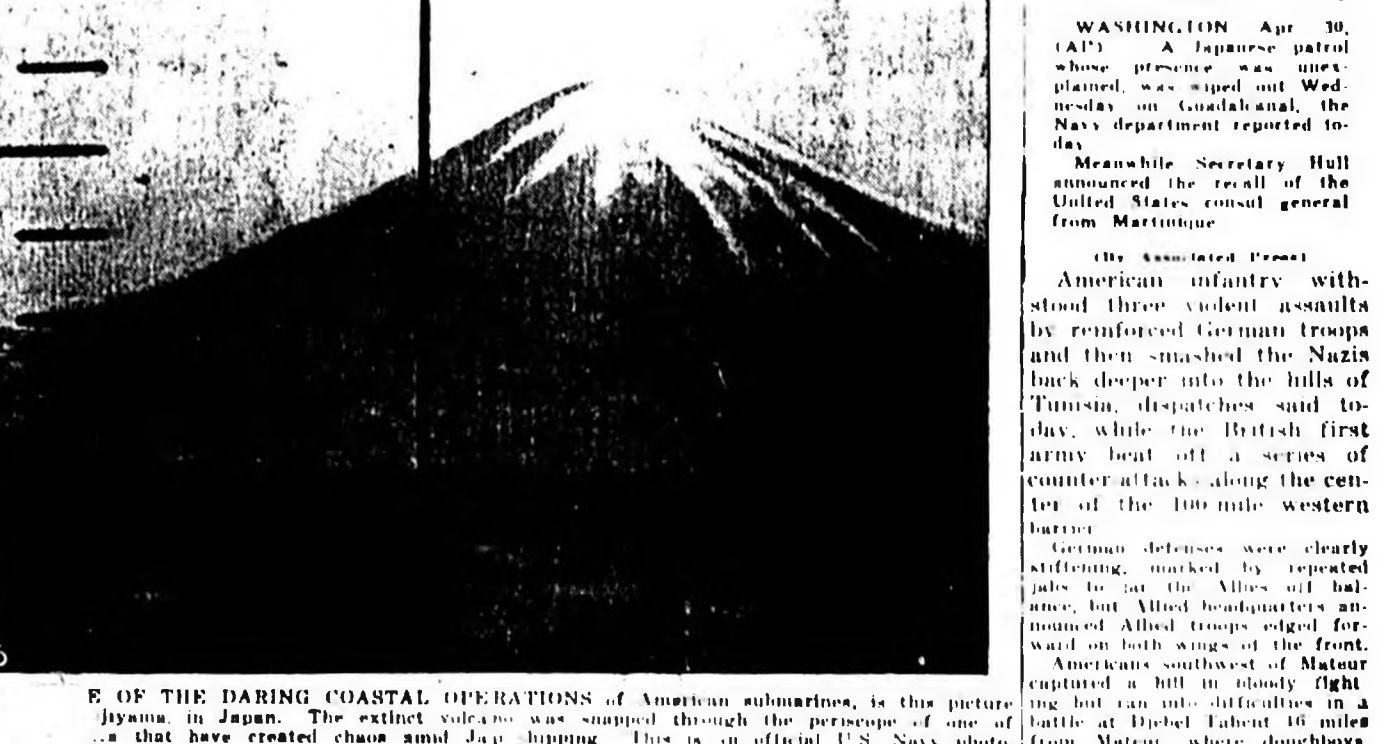 WASHINGTON Apr 30,
(AP) A Japanese patrol
whose presence was unex-
plained, was wiped out Wed-
nesday on Guadalcanal, the
Navy department reported to-
day
Meanwhile Secretary Hull
announced the recall of the
United States consul general
from Martinique
(By Associated Press)
American infantry with-
stood three violent assaults
by reinforced German troops
and then smashed the Nazis
back deeper into the hills of
Tunisia, dispatches said to-
day, while the British first
army beat off a series of
counter-attacks along the cen-
ter of the 100-mile western
barrier
German defenses were clearly
stiffening, marked by repeated
jabs to jar the Allies off bal-
ance, but Allied headquarters an-
nounced Allied troops edged for-
ward on both wings of the front.
Americans southwest of Mateur
captured a hill in bloody fight
ing but ran into difficulties in a
battle at Djebel Tahent 16 miles
from Mateur, where doughboys
E OF THE DARING COASTAL OPERATIONS of American submarines, is this picture
jiyama, in Japan. The extinct volcano was snapped through the periscope of one of
that have created chaos amid Jap shipping This is an official U S Navy photo